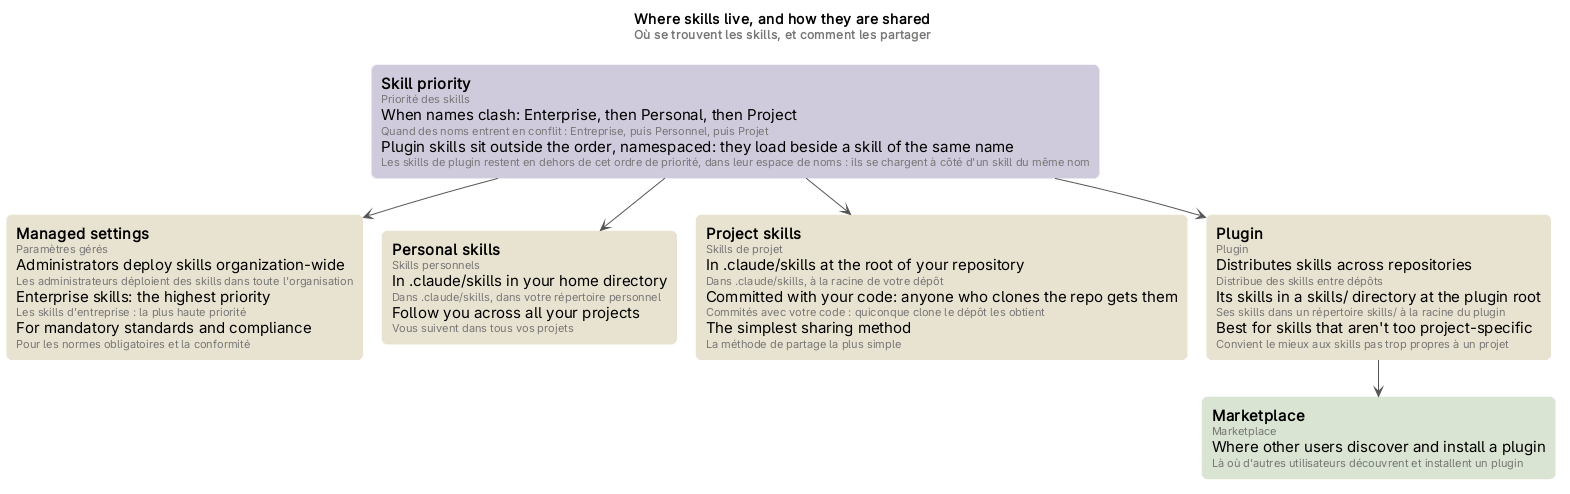 Where skills live, and how they are shared
Où se trouvent les skills, et comment les partager
Skill priority
Priorité des skills
When names clash: Enterprise, then Personal, then Project
Quand des noms entrent en conflit : Entreprise, puis Personnel, puis Projet
Plugin skills sit outside the order, namespaced: they load beside a skill of the same name
Les skills de plugin restent en dehors de cet ordre de priorité, dans leur espace de noms : ils se chargent à côté d'un skill du même nom
Managed settings
Paramètres gérés
Administrators deploy skills organization-wide
Les administrateurs déploient des skills dans toute l'organisation
Enterprise skills: the highest priority
Les skills d'entreprise : la plus haute priorité
For mandatory standards and compliance
Pour les normes obligatoires et la conformité
Personal skills
Skills personnels
In .claude/skills in your home directory
Dans .claude/skills, dans votre répertoire personnel
Follow you across all your projects
Vous suivent dans tous vos projets
Project skills
Skills de projet
In .claude/skills at the root of your repository
Dans .claude/skills, à la racine de votre dépôt
Committed with your code: anyone who clones the repo gets them
Commités avec votre code : quiconque clone le dépôt les obtient
The simplest sharing method
La méthode de partage la plus simple
Plugin
Plugin
Distributes skills across repositories
Distribue des skills entre dépôts
Its skills in a skills/ directory at the plugin root
Ses skills dans un répertoire skills/ à la racine du plugin
Best for skills that aren't too project-specific
Convient le mieux aux skills pas trop propres à un projet
Marketplace
Marketplace
Where other users discover and install a plugin
Là où d'autres utilisateurs découvrent et installent un plugin